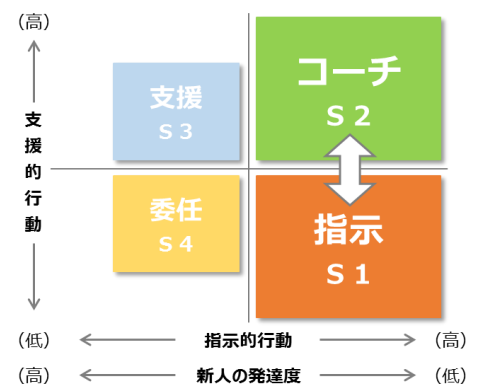 （高）
支援的行動
支援
Ｓ３
コーチ
Ｓ２
委任
Ｓ４
指示
Ｓ１
（低）
指示的行動
（高）
（高）
新人の発達度
（低）